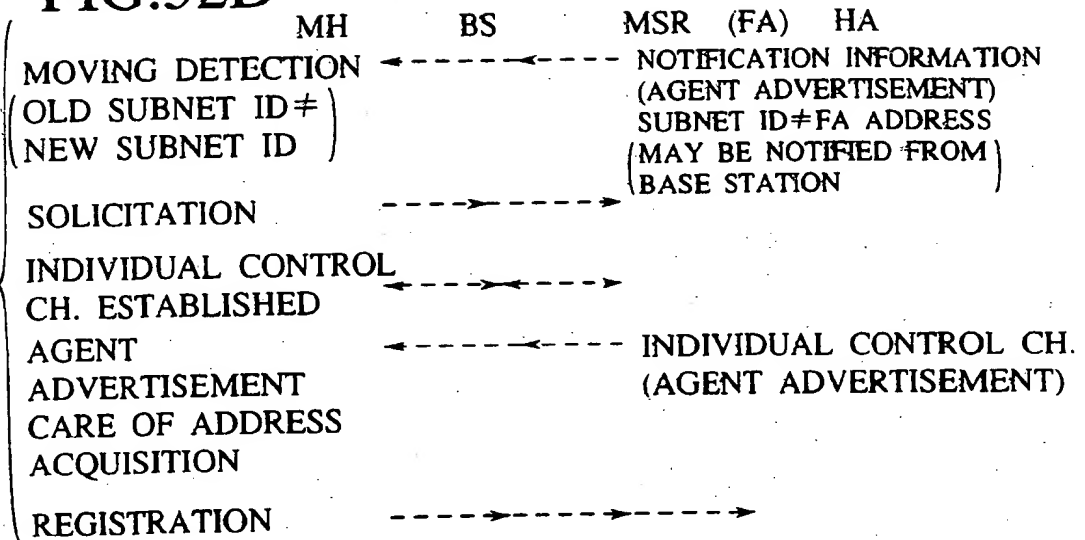 FIG.32D
MH BS MSR (FA) HA
MOVING DETECTION NOTIFICATION INFORMATION
(OLD SUBNET ID≠ (AGENT ADVERTISEMENT)
NEW SUBNET ID) SUBNET ID≠FA ADDRESS
(MAY BE NOTIFIED FROM
BASE STATION)
SOLICITATION
INDIVIDUAL CONTROL
CH. ESTABLISHED
AGENT INDIVIDUAL CONTROL CH.
ADVERTISEMENT (AGENT ADVERTISEMENT)
CARE OF ADDRESS
ACQUISITION
REGISTRATION